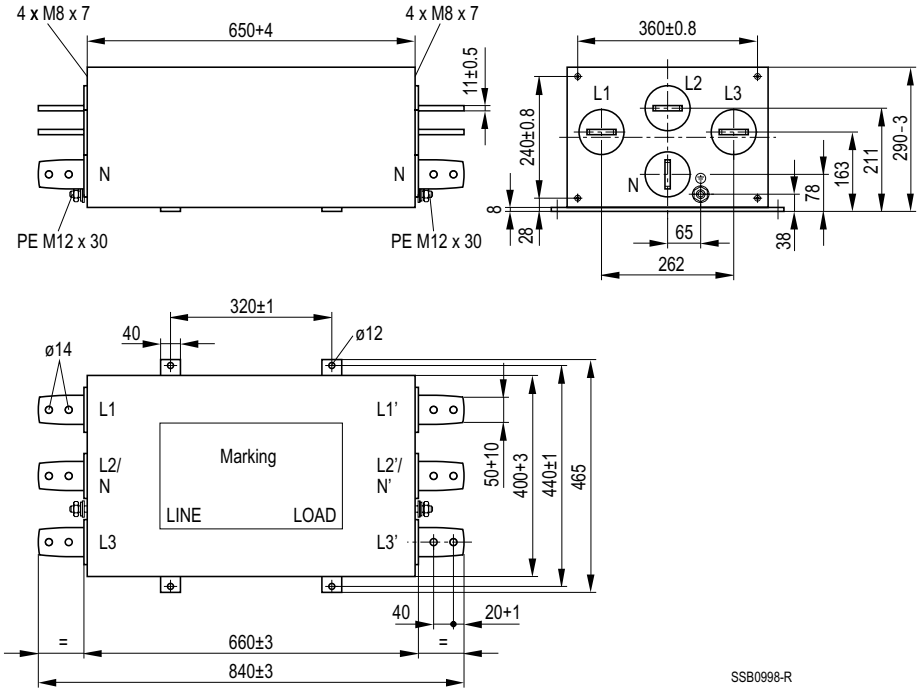 4 x M8 x 7
650+4
4 x M8 x 7
11±0.5
N
N
PE M12 x 30
PE M12 x 30
360±0.8
L1
L2
L3
N
240±0.8
8
28
65
262
38
78
163
211
290-3
320±1
40
ø12
ø14
L1
L1'
L2/
N
L2'/
N'
Marking
LINE
LOAD
L3
L3'
50+10
400+3
440±1
465
40
20+1
=
660±3
=
840±3
SSB0998-R